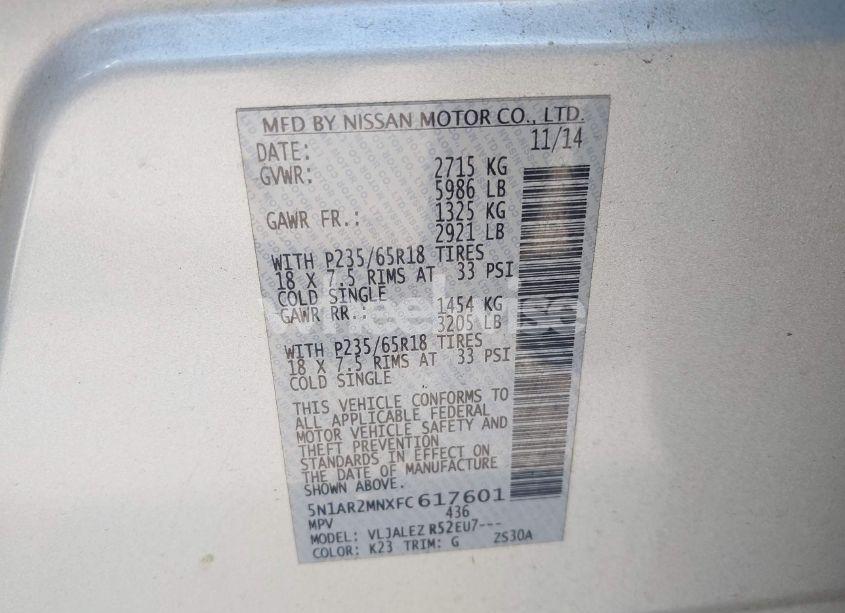 MFD BY NISSAN MOTOR CO., LTD.
DATE: 11/14
GVWR: 2715 KG
5986 LB
GAWR FR.: 1325 KG
2921 LB
WITH P235/65R18 TIRES
18 X 7.5 RIMS AT 33 PSI
COLD SINGLE
GAWR RR.: 1454 KG
3205 LB
WITH P235/65R18 TIRES
18 X 7.5 RIMS AT 33 PSI
COLD SINGLE
THIS VEHICLE CONFORMS TO
ALL APPLICABLE FEDERAL
MOTOR VEHICLE SAFETY AND
THEFT PREVENTION
STANDARDS IN EFFECT ON
THE DATE OF MANUFACTURE
SHOWN ABOVE.
5N1AR2MNXFC617601
MPV 436
MODEL: VLJALEZ R52EU7---
COLOR: K23 TRIM: G ZS30A